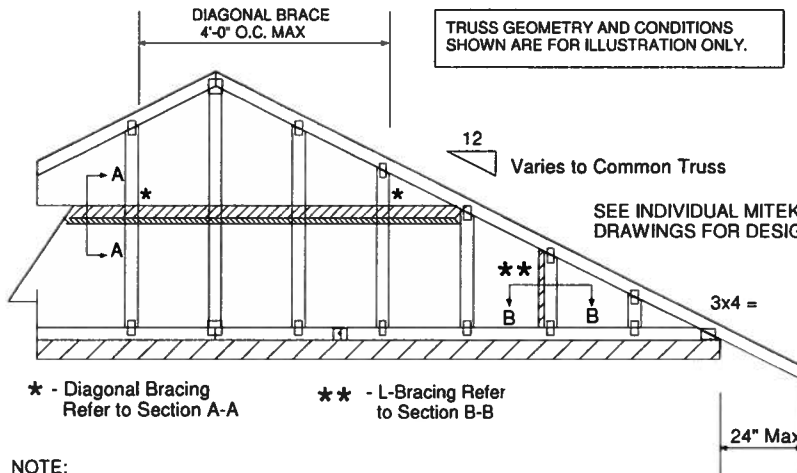 DIAGONAL BRACE
4'-0" O.C. MAX
TRUSS GEOMETRY AND CONDITIONS
SHOWN ARE FOR ILLUSTRATION ONLY.
12
Varies to Common Truss
A
*
*
SEE INDIVIDUAL MITEK
DRAWINGS FOR DESIG
A
**
B
B
3x4 =
* - Diagonal Bracing
Refer to Section A-A
** - L-Bracing Refer
to Section B-B
24" Max
NOTE: